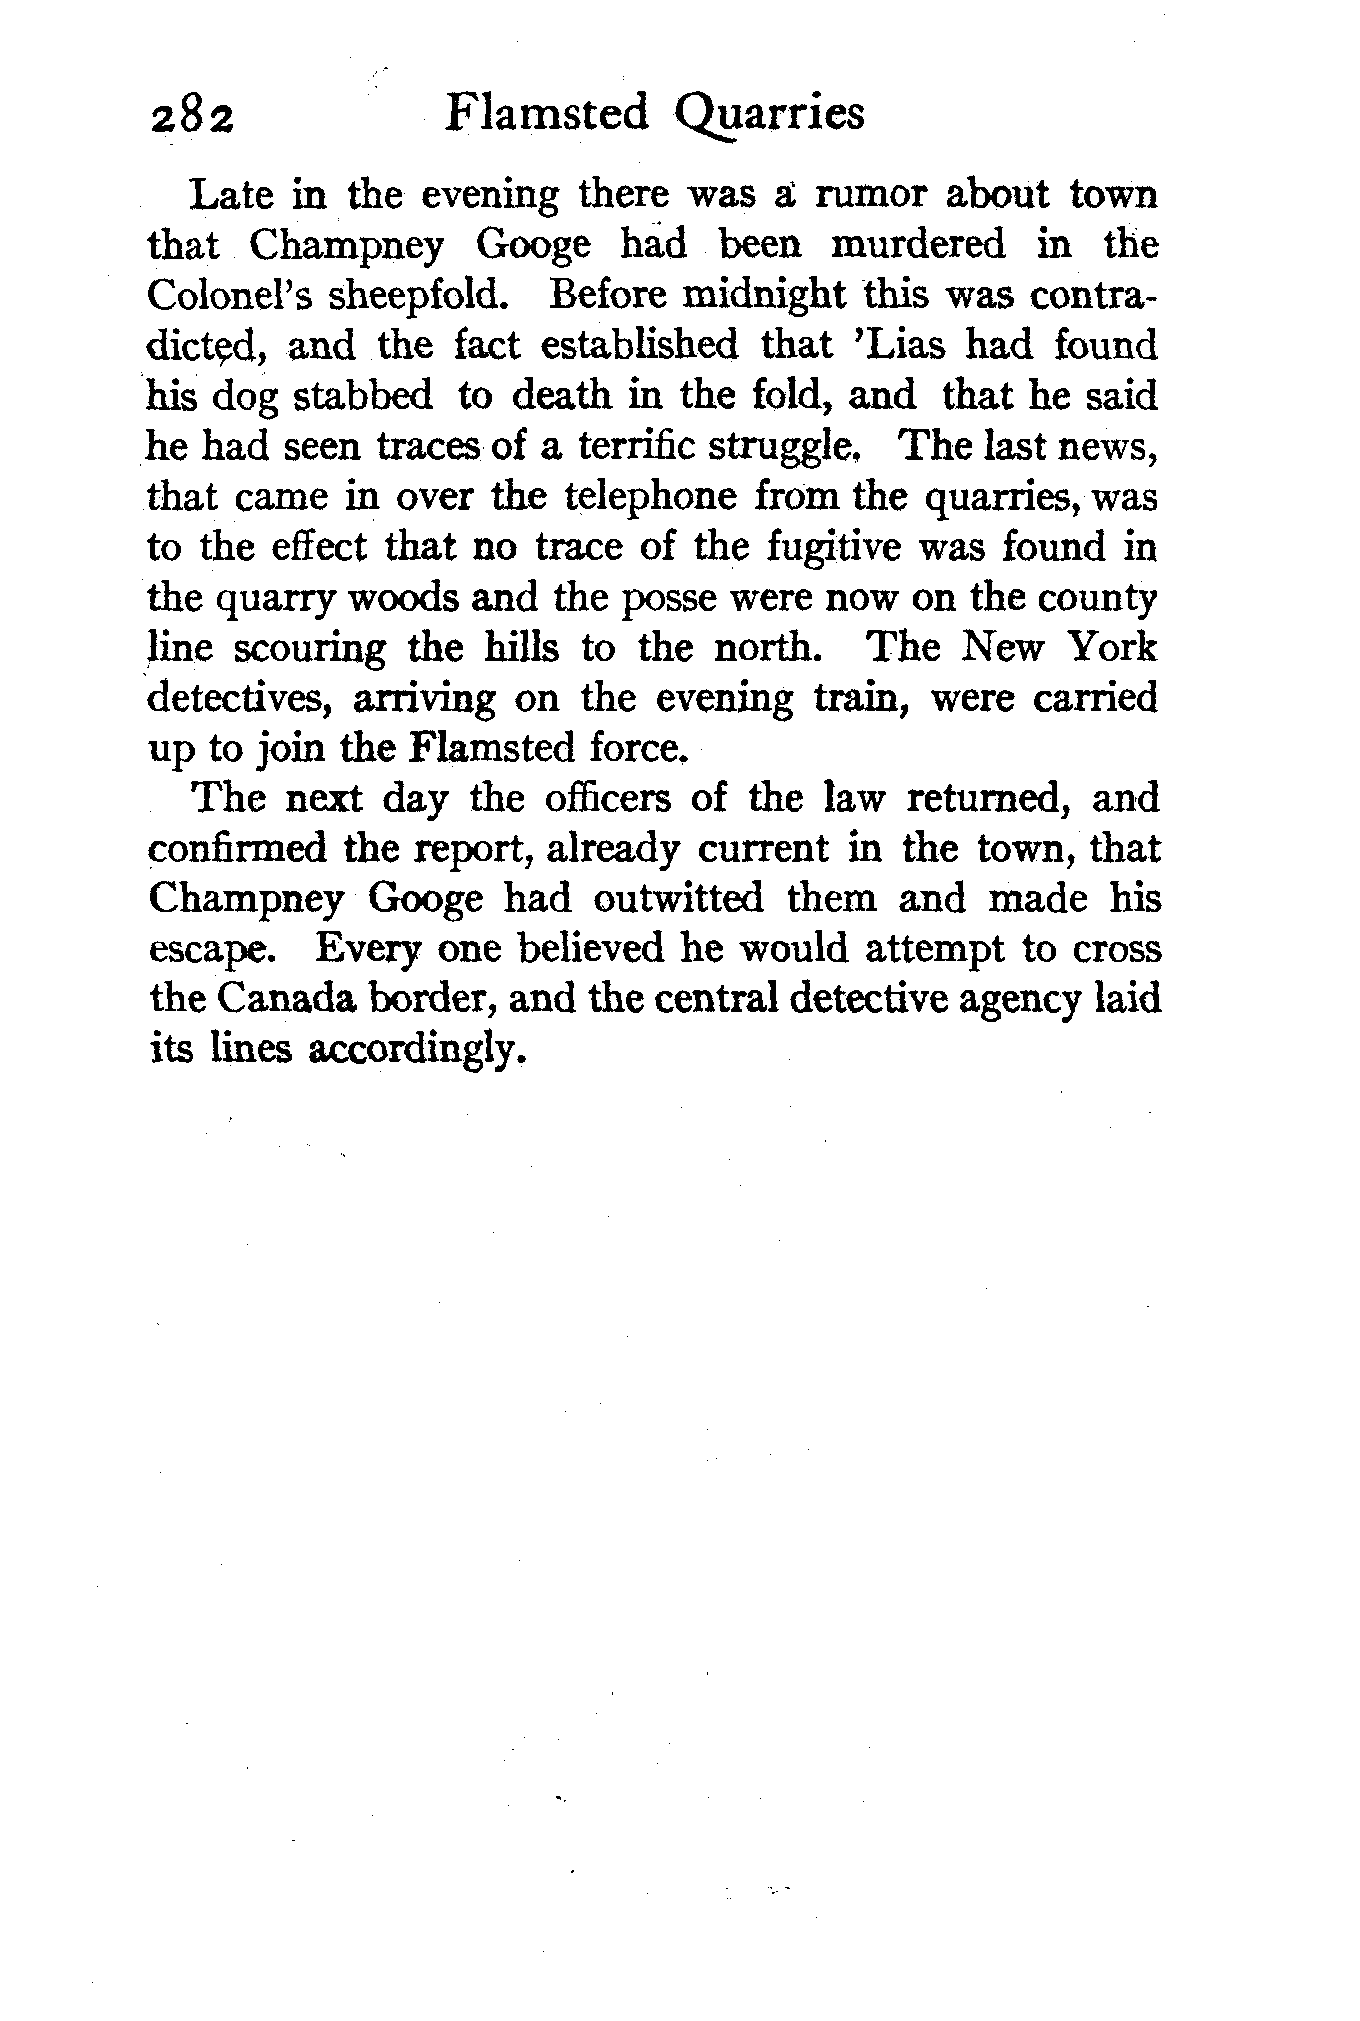 282 Flamsted Quarries
Late in the evening there was a rumor about town
that Champney Googe had been murdered in the
Colonel's sheepfold. Before midnight this was contra-
dicted, and the fact established that 'Lias had found
his dog stabbed to death in the fold, and that he said
he had seen traces of a terrific struggle. The last news,
that came in over the telephone from the quarries, was
to the effect that no trace of the fugitive was found in
the quarry woods and the posse were now on the county
line scouring the hills to the north. The New York
detectives, arriving on the evening train, were carried
up to join the Flamsted force.
The next day the officers of the law returned, and
confirmed the report, already current in the town, that
Champney Googe had outwitted them and made his
escape. Every one believed he would attempt to cross
the Canada border, and the central detective agency laid
its lines accordingly.